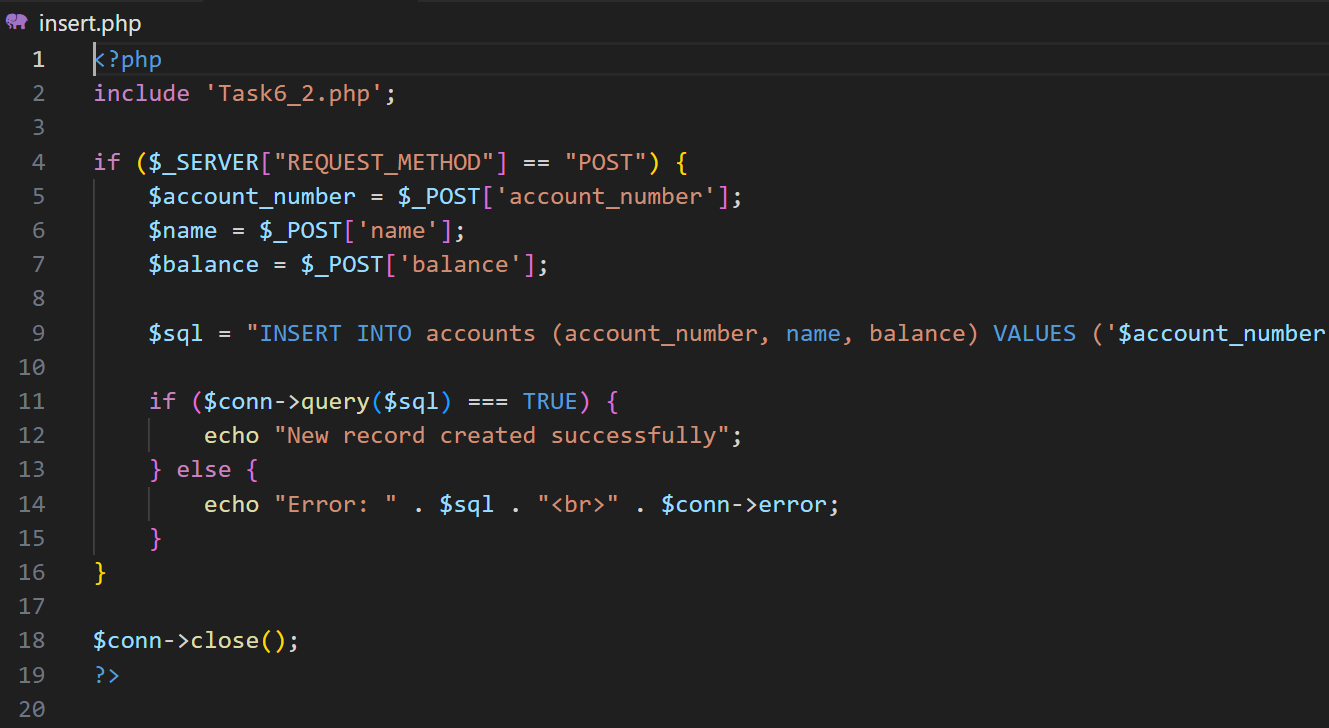 insert.php
1 <?php
2 include 'Task6_2.php';
3
4 if ($_SERVER["REQUEST_METHOD"] == "POST") {
5     $account_number = $_POST['account_number'];
6     $name = $_POST['name'];
7     $balance = $_POST['balance'];
8
9     $sql = "INSERT INTO accounts (account_number, name, balance) VALUES ('$account_number
10
11     if ($conn->query($sql) === TRUE) {
12         echo "New record created successfully";
13     } else {
14         echo "Error: " . $sql . "<br>" . $conn->error;
15     }
16 }
17
18 $conn->close();
19 ?>
20